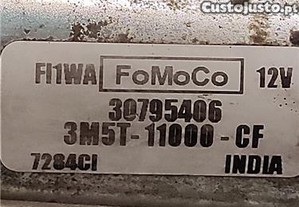 CustoJusto.pt
FI1WA FoMoCo 12V
30795406
3M5T-11000-CF
7284CI INDIA